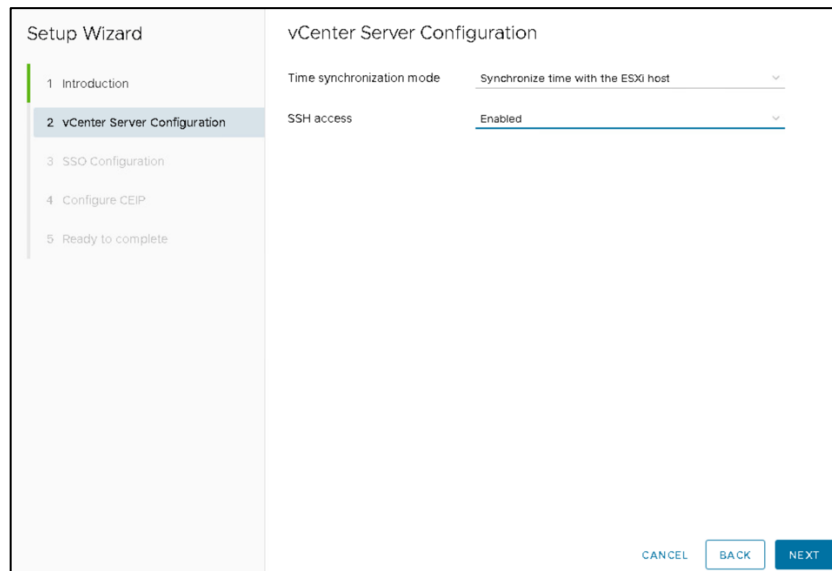 Setup Wizard
1 Introduction
2 vCenter Server Configuration
3 SSO Configuration
4 Configure CEIP
5 Ready to complete
vCenter Server Configuration
Time synchronization mode Synchronize time with the ESXi host
SSH access Enabled
CANCEL BACK NEXT